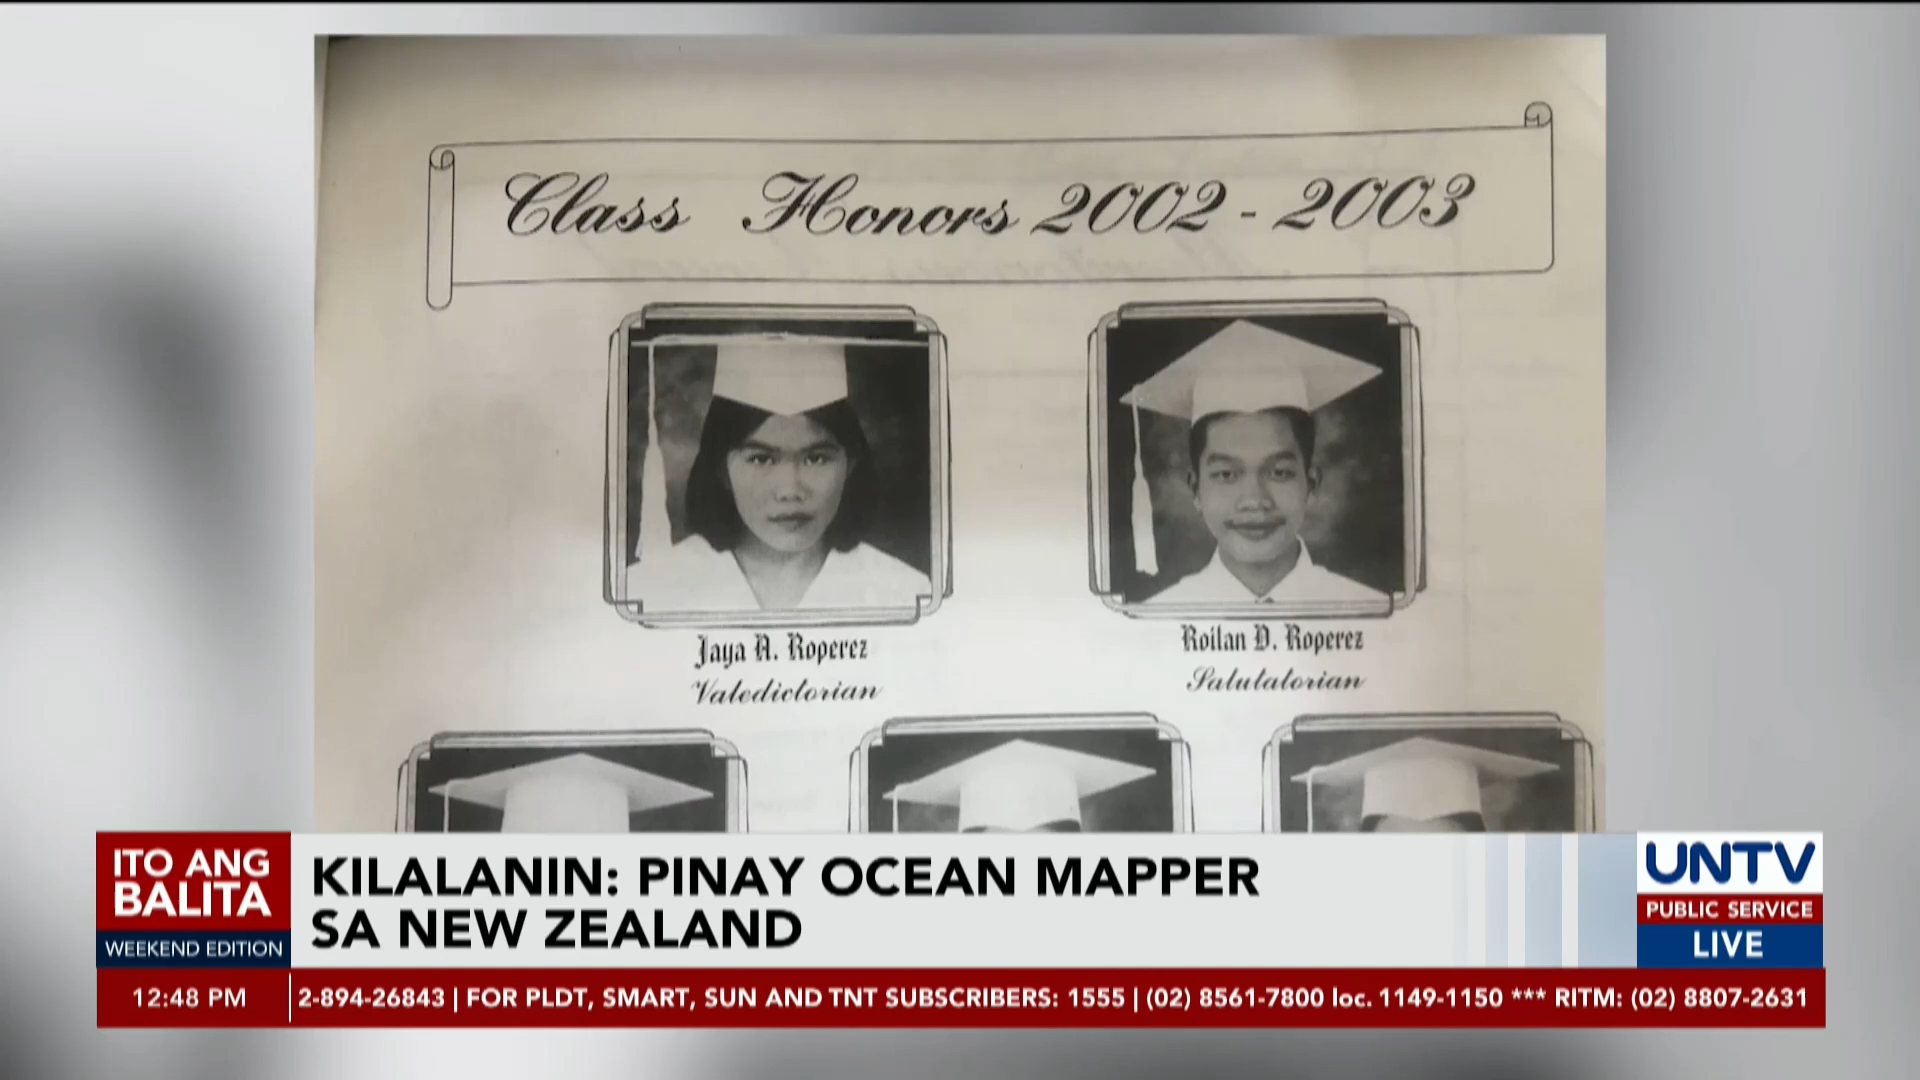 Class Honors 2002 - 2003
Jaya A. Roperez
Valedictorian
Roilan D. Roperez
Salutatorian
ITO ANG
BALITA
WEEKEND EDITION
KILALANIN: PINAY OCEAN MAPPER
SA NEW ZEALAND
UNTV
PUBLIC SERVICE
LIVE
12:48 PM
2-894-26843 | FOR PLDT, SMART, SUN AND TNT SUBSCRIBERS: 1555 | (02) 8561-7800 loc. 1149-1150 *** RITM: (02) 8807-2631